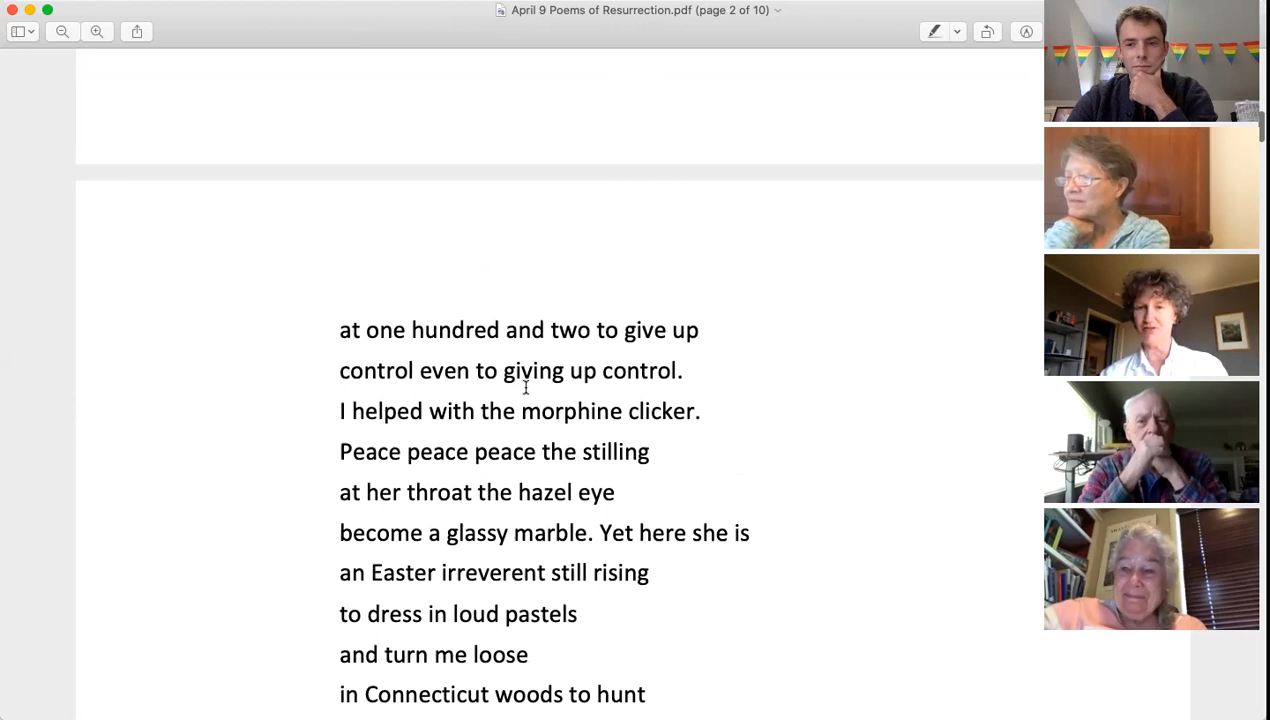 April 9 Poems of Resurrection.pdf (page 2 of 10)
at one hundred and two to give up
control even to giving up control.
I helped with the morphine clicker.
Peace peace peace the stilling
at her throat the hazel eye
become a glassy marble. Yet here she is
an Easter irreverent still rising
to dress in loud pastels
and turn me loose
in Connecticut woods to hunt